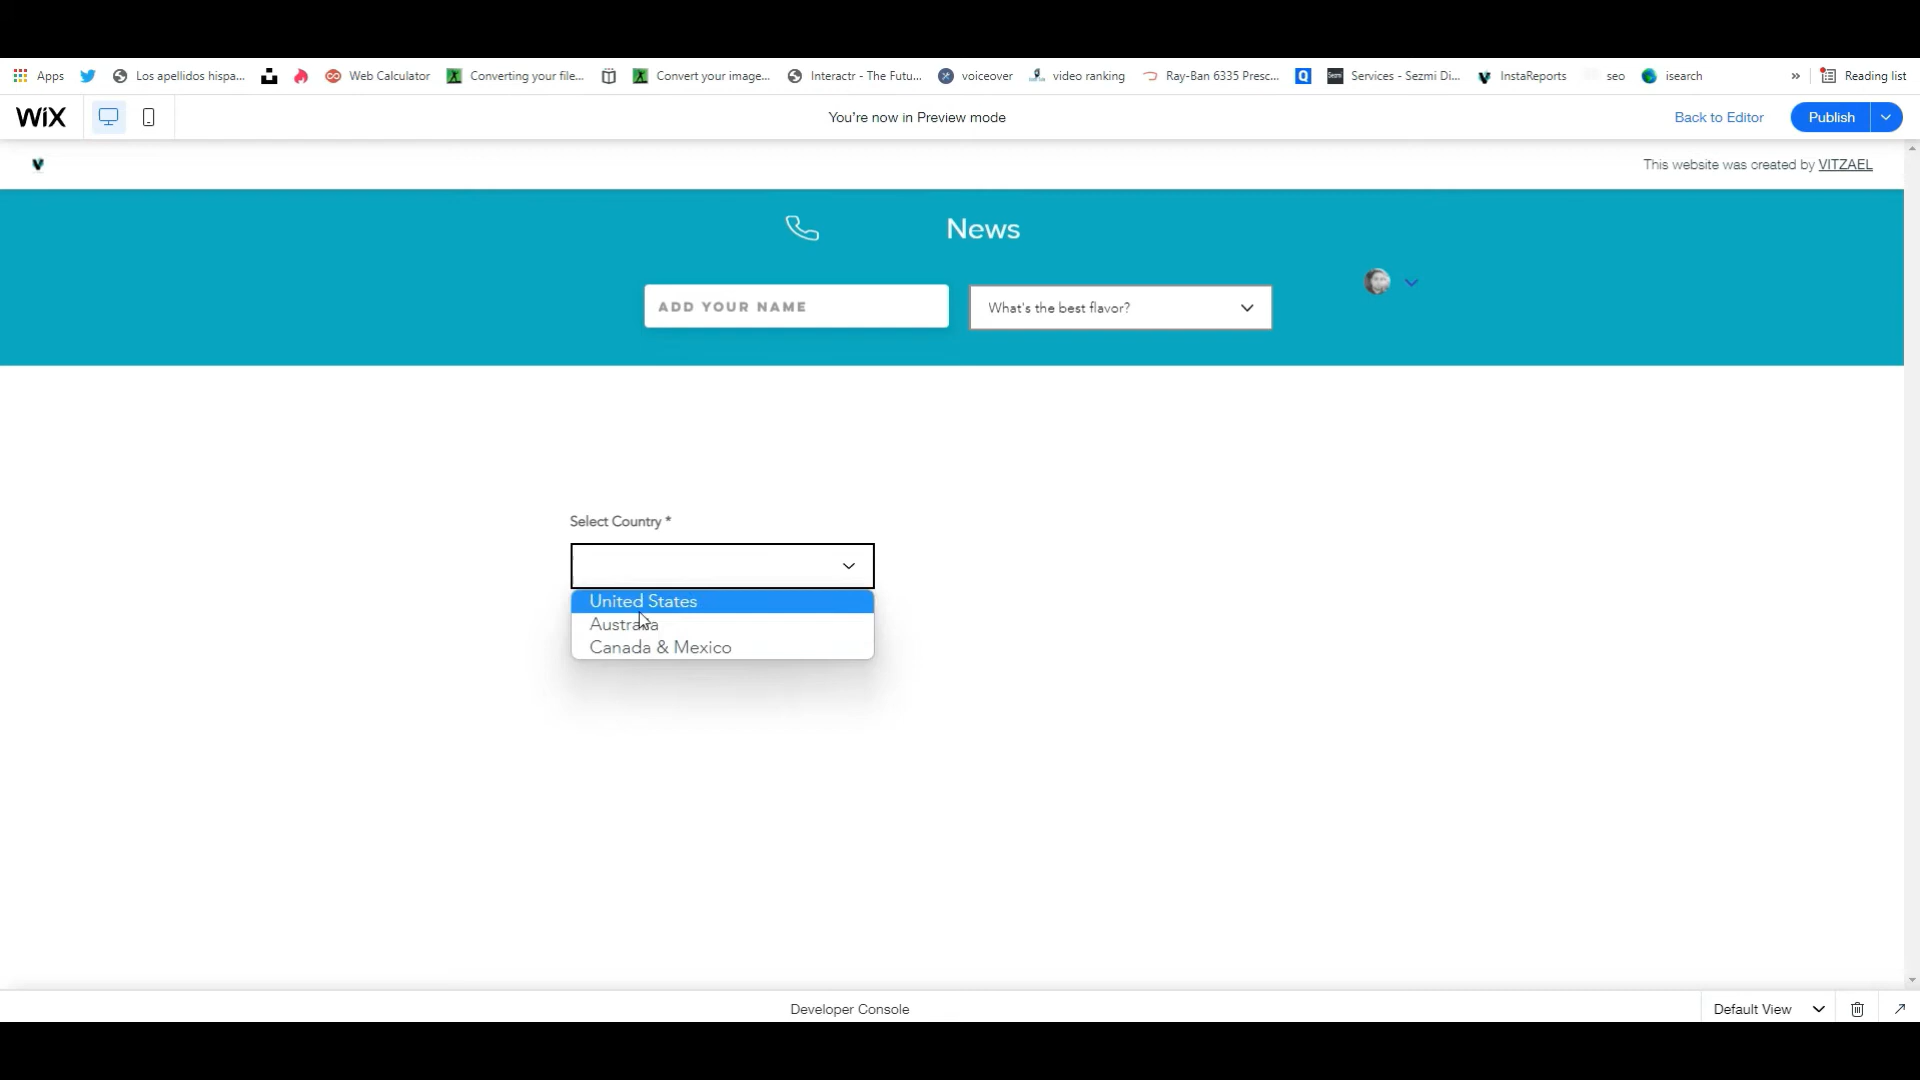 Apps
Los apellidos hispa...
Web Calculator
Converting your file...
Convert your image...
Interactr - The Futu...
voiceover
video ranking
Ray-Ban 6335 Presc...
Q
Services - Sezmi Di...
InstaReports
seo
isearch
»
Reading list
WiX
You're now in Preview mode
Back to Editor
Publish
This website was created by VITZAEL
News
ADD YOUR NAME
What's the best flavor?
Select Country *
United States
Australia
Canada & Mexico
Developer Console
Default View